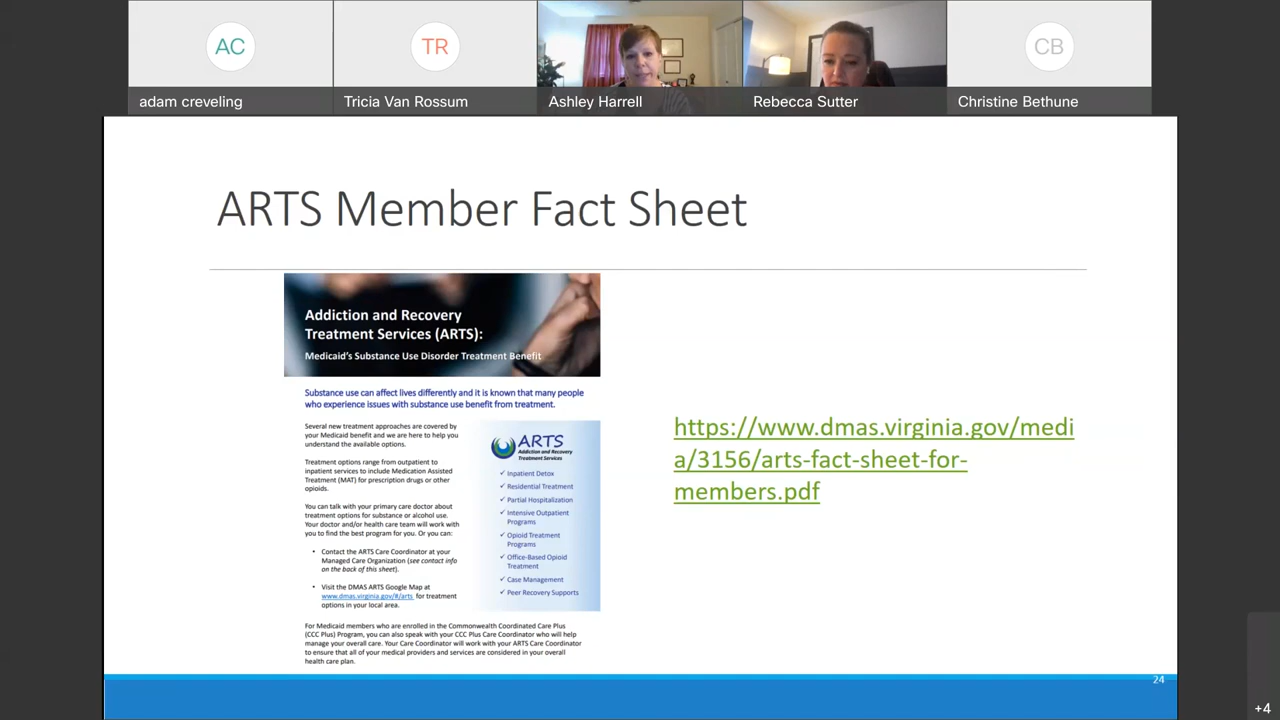 AC
TR
CB
adam creveling
Tricia Van Rossum
Ashley Harrell
Rebecca Sutter
Christine Bethune
ARTS Member Fact Sheet
Addiction and Recovery
Treatment Services (ARTS):
Medicaid's Substance Use Disorder Treatment Benefit
Substance use can affect lives differently and it is known that many people
who experience issues with substance use benefit from treatment.
Several new treatment approaches are covered by
your Medicaid benefit and we are here to help you
understand the available options.
Treatment options range from outpatient to
inpatient services to include Medication Assisted
Treatment (MAT) for prescription drugs or other
opioids.
You can talk with your primary care doctor about
treatment options for substance or alcohol use.
Your doctor and/or health care team will work with
you to find the best program for you. Or you can:
• Contact the ARTS Care Coordinator at your
Managed Care Organization (see contact info
on the back of this sheet).
• Visit the DMAS ARTS Google Map at
www.dmas.virginia.gov/#/arts for treatment
options in your local area.
ARTS
Addiction and Recovery
Treatment Services
✓ Inpatient Detox
✓ Residential Treatment
✓ Partial Hospitalization
✓ Intensive Outpatient
Programs
✓ Opioid Treatment
Programs
✓ Office-Based Opioid
Treatment
✓ Case Management
✓ Peer Recovery Supports
For Medicaid members who are enrolled in the Commonwealth Coordinated Care Plus
(CCC Plus) Program, you can also speak with your CCC Plus Care Coordinator who will help
manage your overall care. Your Care Coordinator will work with your ARTS Care Coordinator
to ensure that all of your medical providers and services are considered in your overall
health care plan.
https://www.dmas.virginia.gov/medi
a/3156/arts-fact-sheet-for-
members.pdf
24
+4